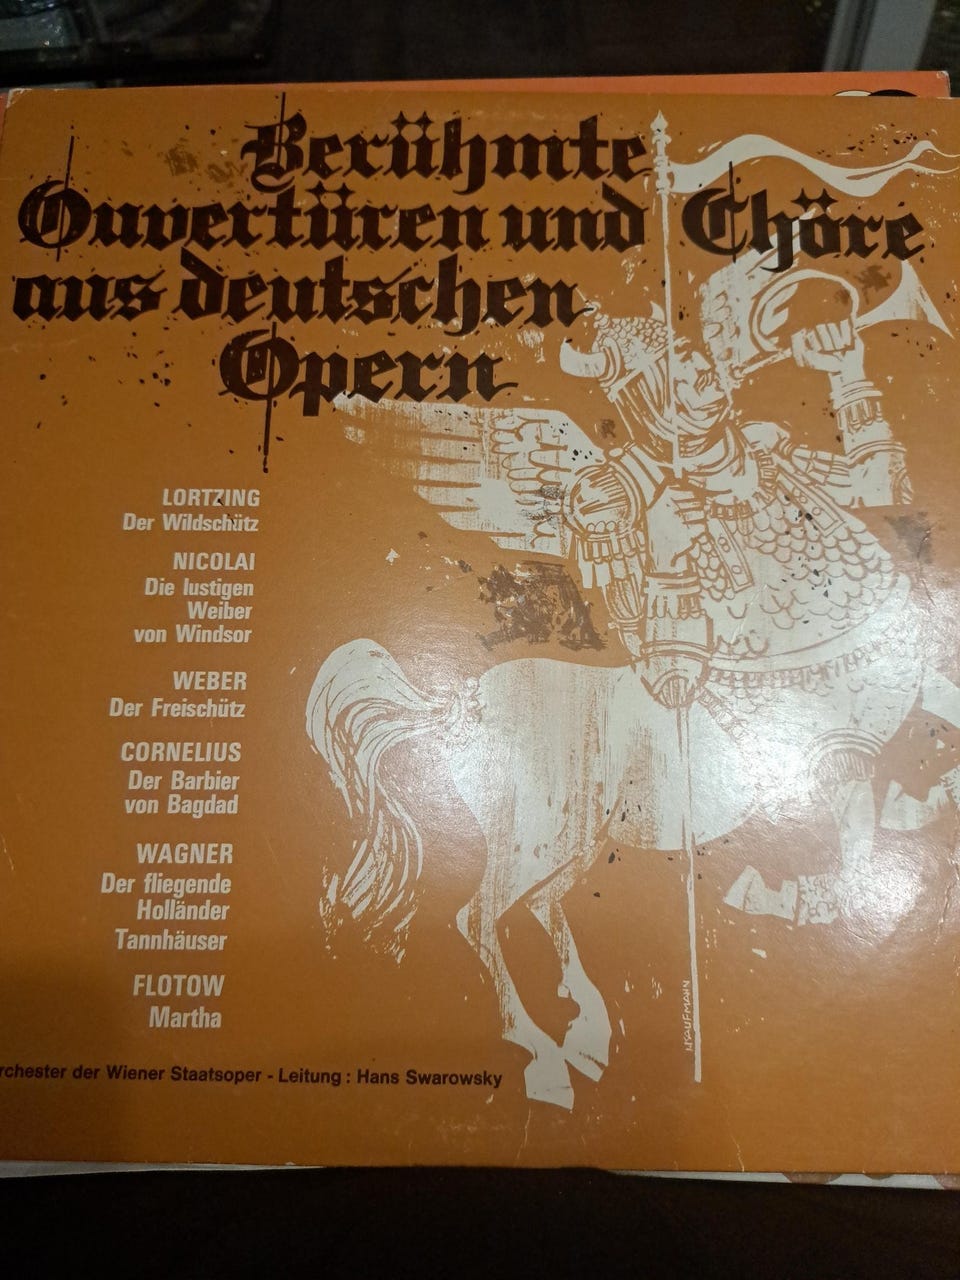 Berühmte
Ouvertüren und Chöre
aus deutschen
Opern
LORTZING
Der Wildschütz
NICOLAI
Die lustigen
Weiber
von Windsor
WEBER
Der Freischütz
CORNELIUS
Der Barbier
von Bagdad
WAGNER
Der fliegende
Holländer
Tannhäuser
FLOTOW
Martha
rchester der Wiener Staatsoper - Leitung : Hans Swarowsky